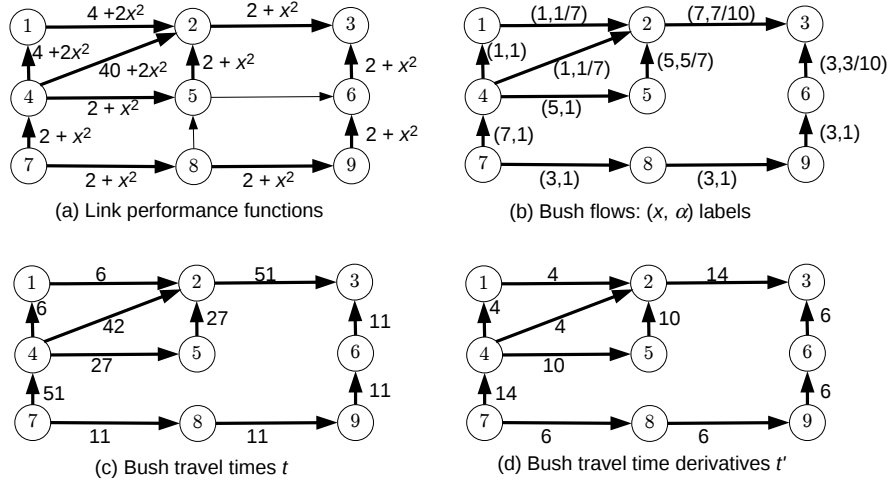 1 4 +2x² 2 2 + x² 3
4 +2x² 40 +2x² 2 + x² 2 + x²
4 2 + x² 5 6
2 + x² 2 + x²
7 2 + x² 8 2 + x² 9
(a) Link performance functions
1 (1,1/7) 2 (7,7/10) 3
(1,1) (1,1/7) (5,5/7) (3,3/10)
4 (5,1) 5 6
(7,1) (3,1)
7 (3,1) 8 (3,1) 9
(b) Bush flows: (x, α) labels
1 6 2 51 3
6 42 27 11
4 27 5 6
51 11
7 11 8 11 9
(c) Bush travel times t
1 4 2 14 3
4 4 10 6
4 10 5 6
14 6
7 6 8 6 9
(d) Bush travel time derivatives t'